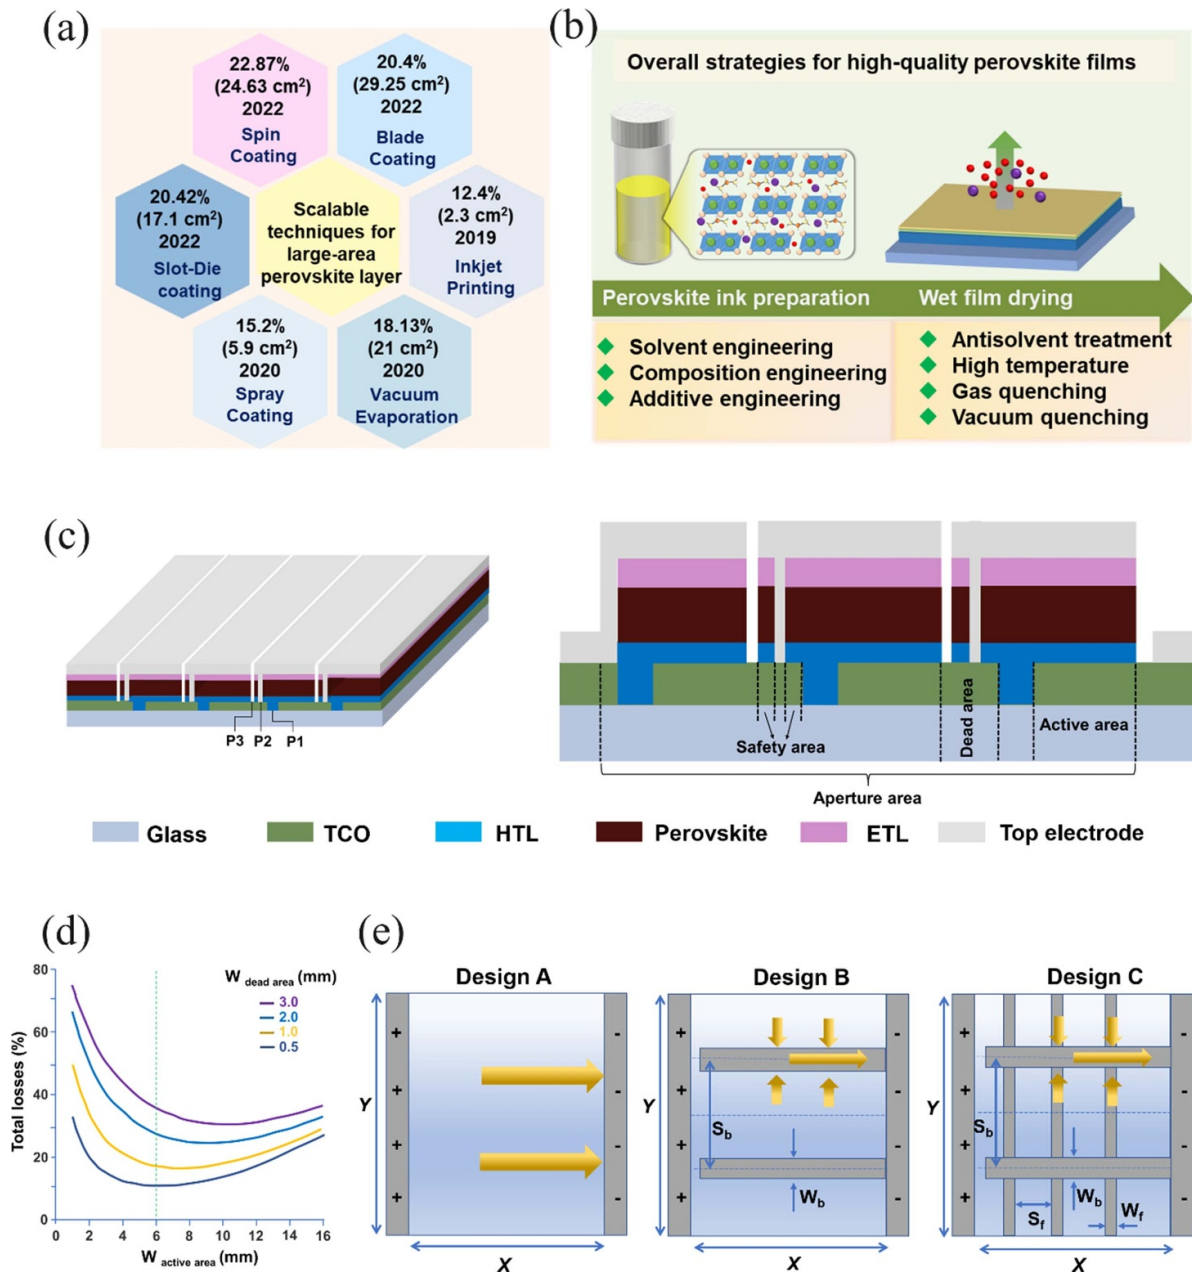 (a)
22.87%
(24.63 cm²)
2022
Spin
Coating
20.4%
(29.25 cm²)
2022
Blade
Coating
20.42%
(17.1 cm²)
2022
Slot-Die
coating
Scalable
techniques for
large-area
perovskite layer
12.4%
(2.3 cm²)
2019
Inkjet
Printing
15.2%
(5.9 cm²)
2020
Spray
Coating
18.13%
(21 cm²)
2020
Vacuum
Evaporation
(b)
Overall strategies for high-quality perovskite films
Perovskite ink preparation
Wet film drying
Solvent engineering
Composition engineering
Additive engineering
Antisolvent treatment
High temperature
Gas quenching
Vacuum quenching
(c)
P3 P2 P1
Safety area
Dead area
Active area
Aperture area
Glass
TCO
HTL
Perovskite
ETL
Top electrode
(d)
W dead area (mm)
3.0
2.0
1.0
0.5
Total losses (%)
80
60
40
20
0
0 2 4 6 8 10 12 14 16
W active area (mm)
(e)
Design A
+ -
+ -
+ -
+ -
Y
X
Design B
+ -
+ -
+ -
+ -
Y
S_b
W_b
X
Design C
+ -
+ -
+ -
+ -
Y
S_b
W_b
S_f
W_f
X